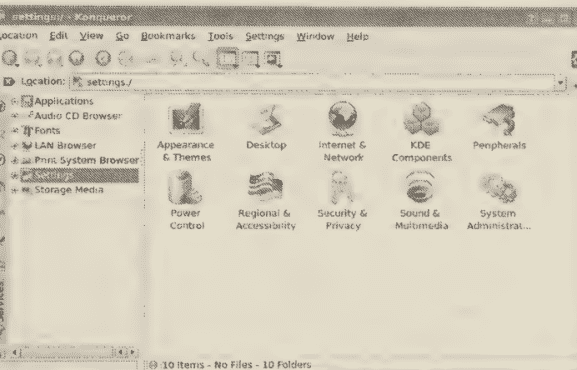 settings:/ - Konqueror
Location Edit View Go Bookmarks Tools Settings Window Help
Location: settings:/
Applications
Audio CD Browser
Fonts
LAN Browser
Print System Browser
Settings
Storage Media
Services
Appearance & Themes
Desktop
Internet & Network
KDE Components
Peripherals
Power Control
Regional & Accessibility
Security & Privacy
Sound & Multimedia
System Administrat...
10 Items - No Files - 10 Folders